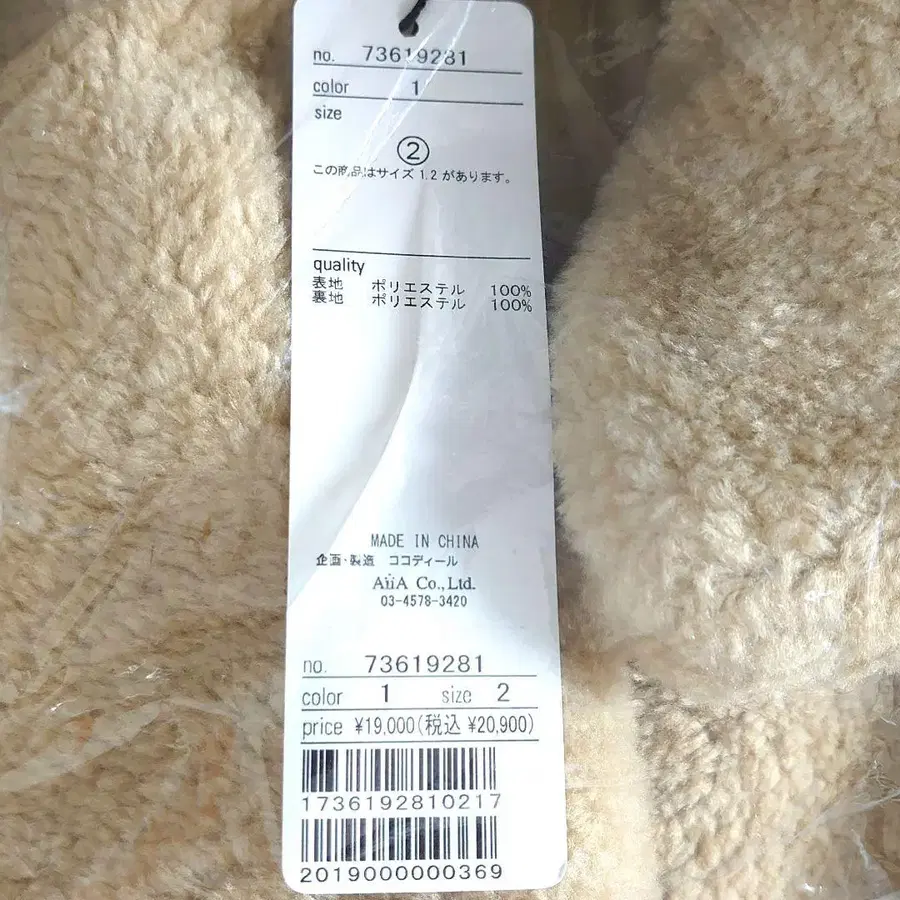 no. 73619281
color 1
size
②
この商品はサイズ 1.2 があります。
quality
表地 ポリエステル 100%
裏地 ポリエステル 100%
MADE IN CHINA
企画・製造 ココディール
AiiA Co.,Ltd.
03-4578-3420
no. 73619281
color 1 size 2
price ¥19,000(税込 ¥20,900)
1736192810217
2019000000369